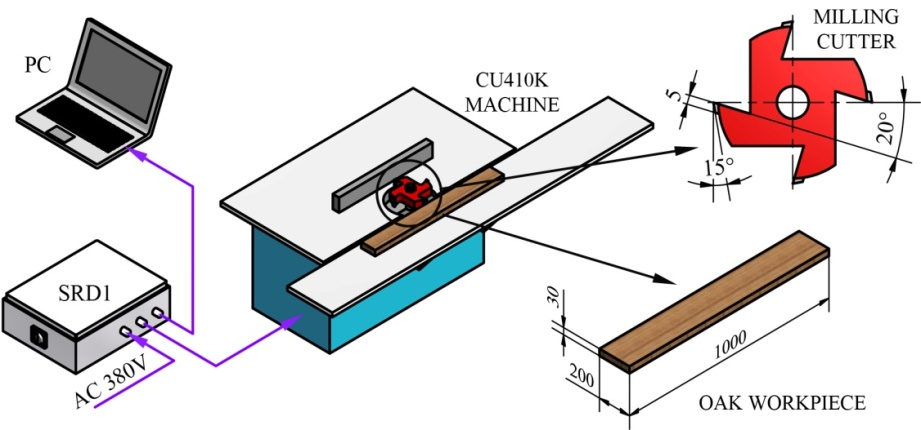 PC
SRD1
AC 380V
CU410K
MACHINE
MILLING
CUTTER
5
15°
20°
30
200
1000
OAK WORKPIECE